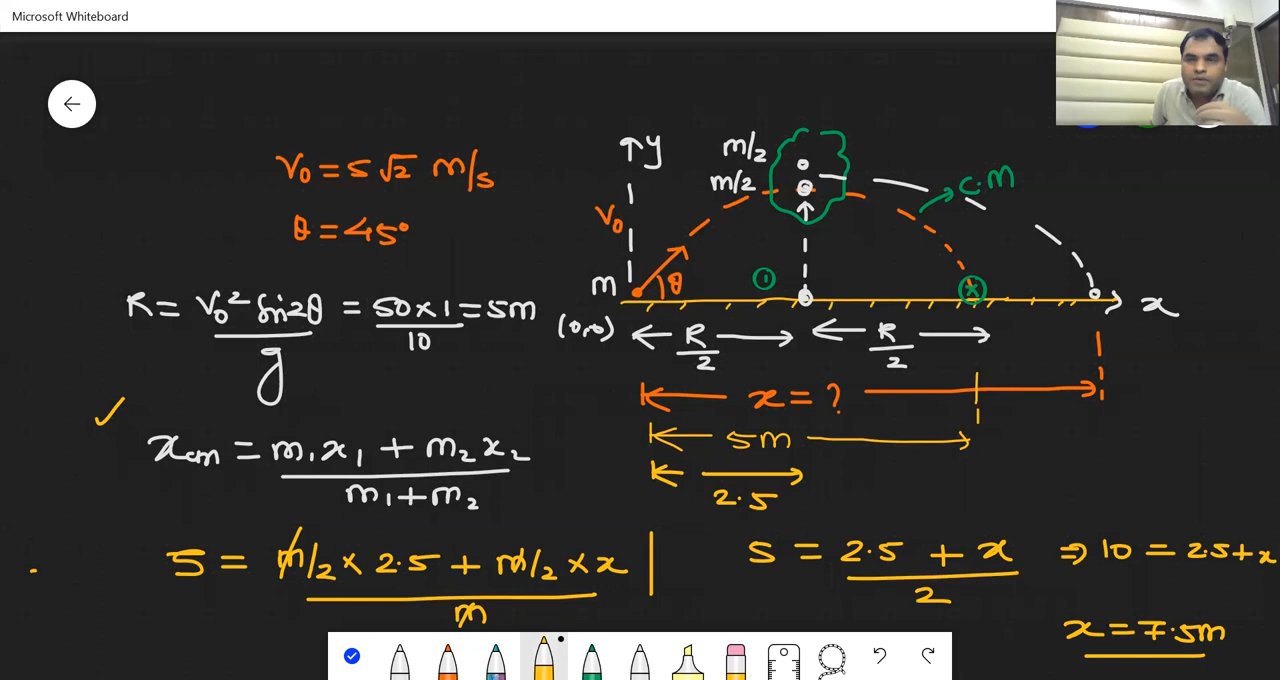 Microsoft Whiteboard
V₀ = 5√2 m/s
θ = 45°
R = V₀² Sin2θ / g = 50×1 / 10 = 5m
xcm = m₁x₁ + m₂x₂ / m₁+m₂
5 = m/2 × 2.5 + m/2 × x / m
5 = 2.5 + x / 2
⇒ 10 = 2.5+x
x = 7.5m
y
m/2
m/2
C.M
V₀
θ
m
①
x
(0,0)
R/2
R/2
x = ?
5m
2.5